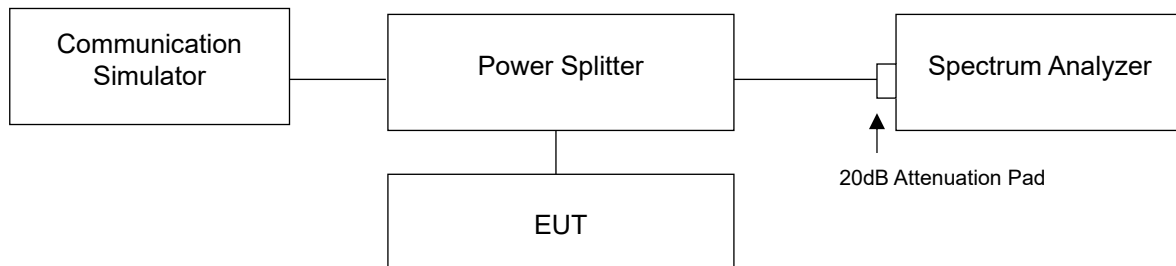 Communication
Simulator
Power Splitter
Spectrum Analyzer
20dB Attenuation Pad
EUT